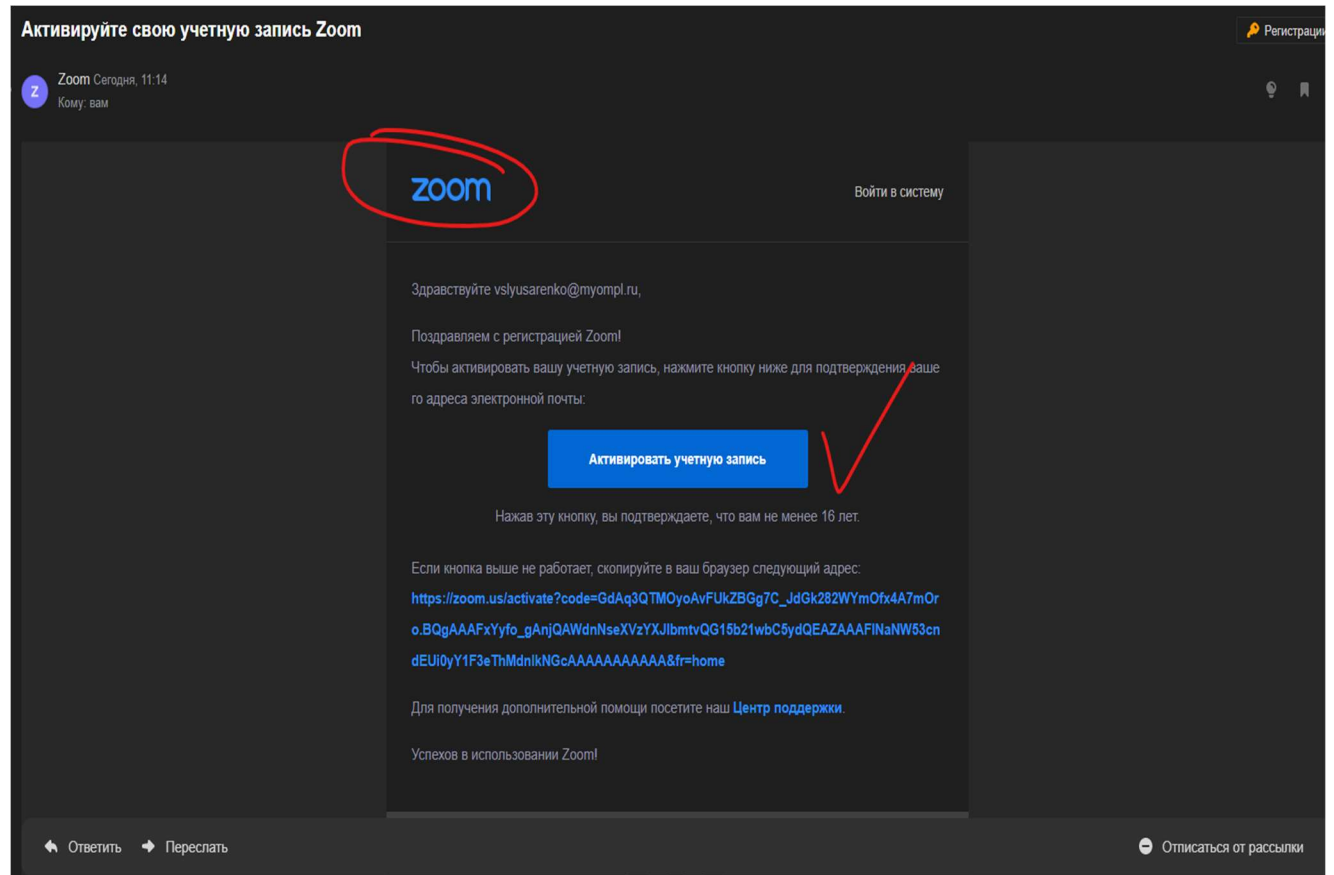 Активируйте свою учетную запись Zoom
Регистрации
Z
Zoom Сегодня, 11:14
Кому: вам
zoom
Войти в систему
Здравствуйте vslyusarenko@myompl.ru,
Поздравляем с регистрацией Zoom!
Чтобы активировать вашу учетную запись, нажмите кнопку ниже для подтверждения ваше
го адреса электронной почты:
Активировать учетную запись
Нажав эту кнопку, вы подтверждаете, что вам не менее 16 лет.
Если кнопка выше не работает, скопируйте в ваш браузер следующий адрес:
https://zoom.us/activate?code=GdAq3QTMOyoAvFUkZBGg7C_JdGk282WYmOfx4A7mOr
o.BQgAAAFxYyfo_gAnjQAWdnNseXVzYXJlbmtvQG15b21wbC5ydQEAZAAAFlNaNW53cn
dEUi0yY1F3eThMdnlkNGcAAAAAAAAAAA&fr=home
Для получения дополнительной помощи посетите наш Центр поддержки.
Успехов в использовании Zoom!
Ответить
Переслать
Отписаться от рассылки